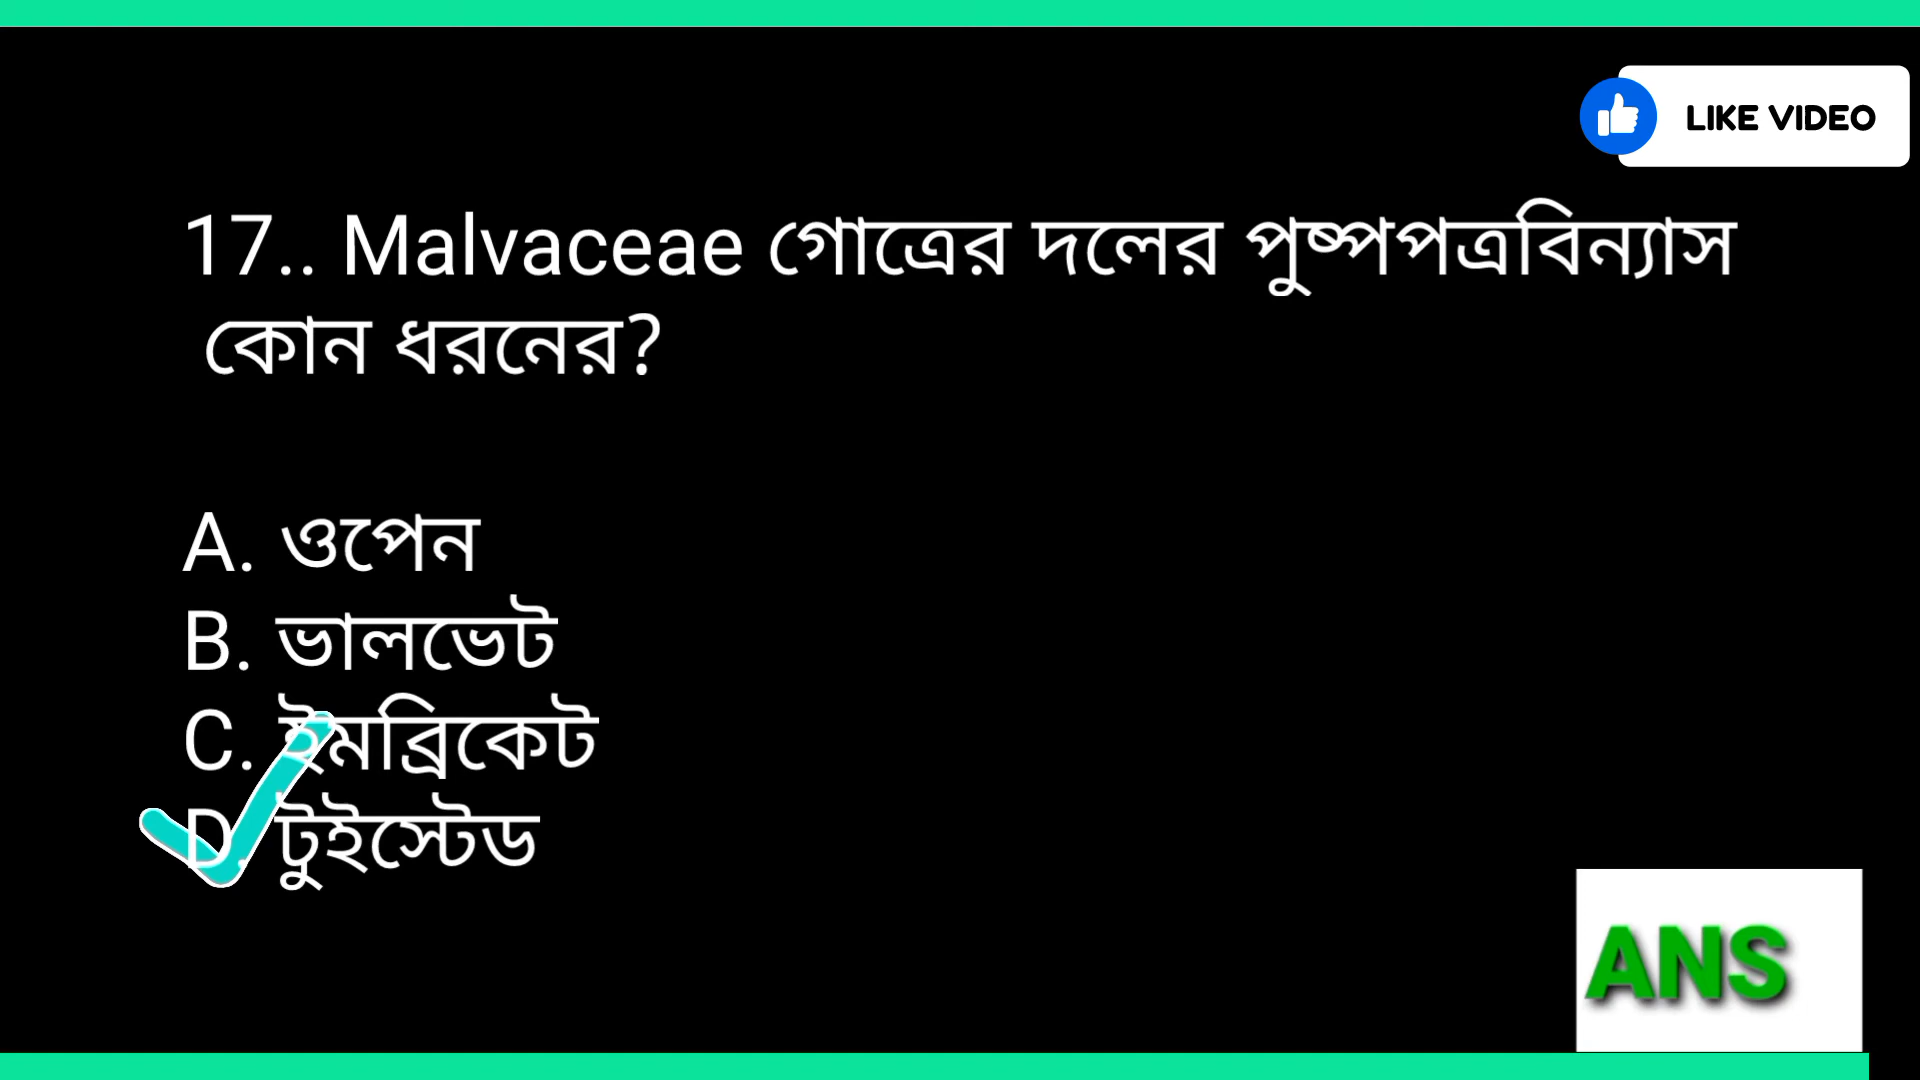 LIKE VIDEO
17.. Malvaceae গোত্রের দলের পুষ্পপত্রবিন্যাস
কোন ধরনের?
A. ওপেন
B. ভালভেট
C. ইমব্রিকেট
D. টুইস্টেড
ANS